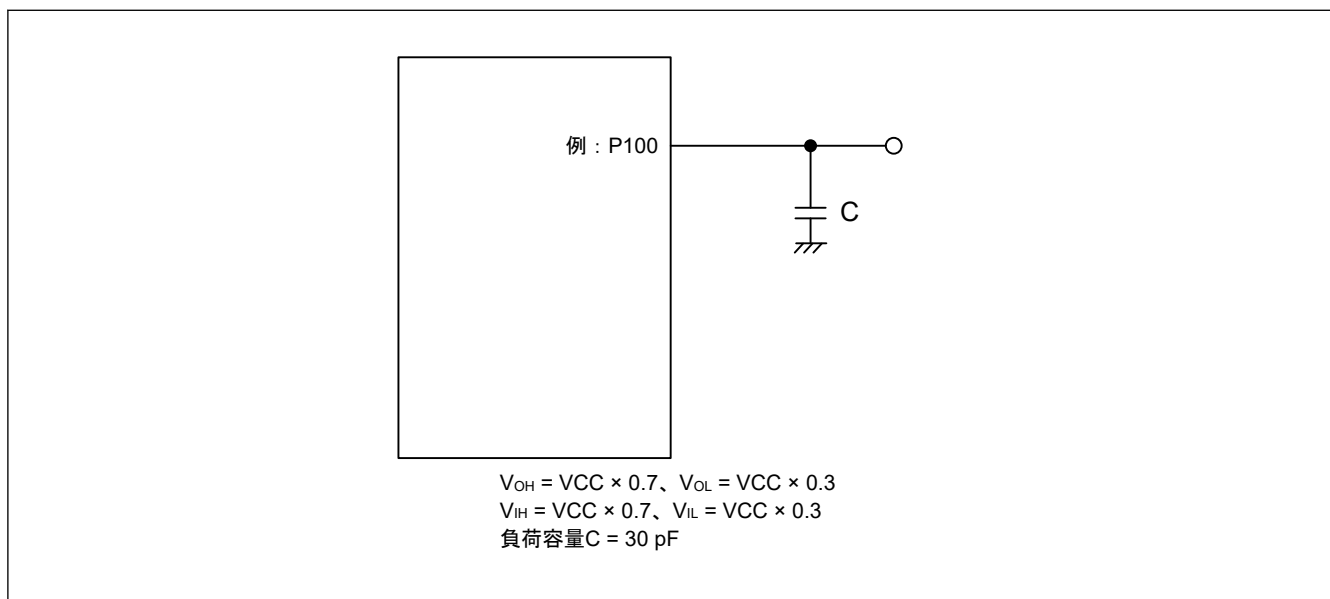 例：P100
C
VOH = VCC × 0.7、VOL = VCC × 0.3
VIH = VCC × 0.7、VIL = VCC × 0.3
負荷容量C = 30 pF